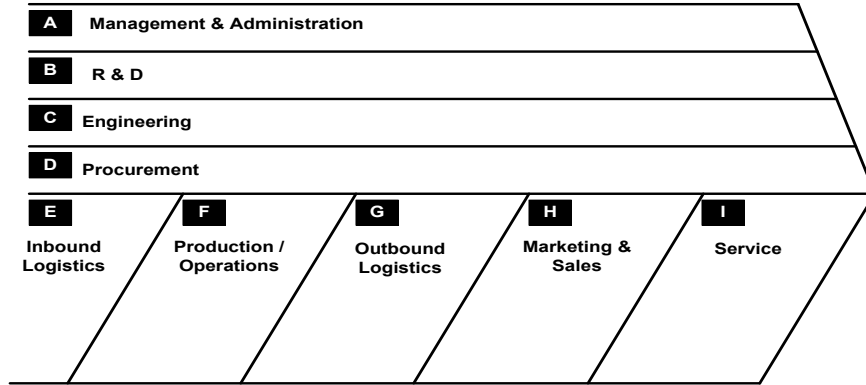 A Management & Administration
B R & D
C Engineering
D Procurement
E
Inbound
Logistics
F
Production /
Operations
G
Outbound
Logistics
H
Marketing &
Sales
I
Service